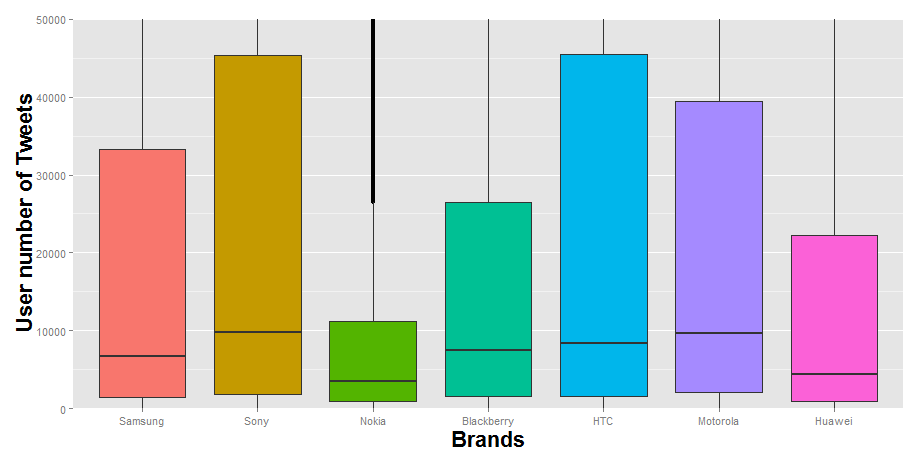 User number of Tweets
50000
40000
30000
20000
10000
0
Samsung Sony Nokia Blackberry HTC Motorola Huawei
Brands